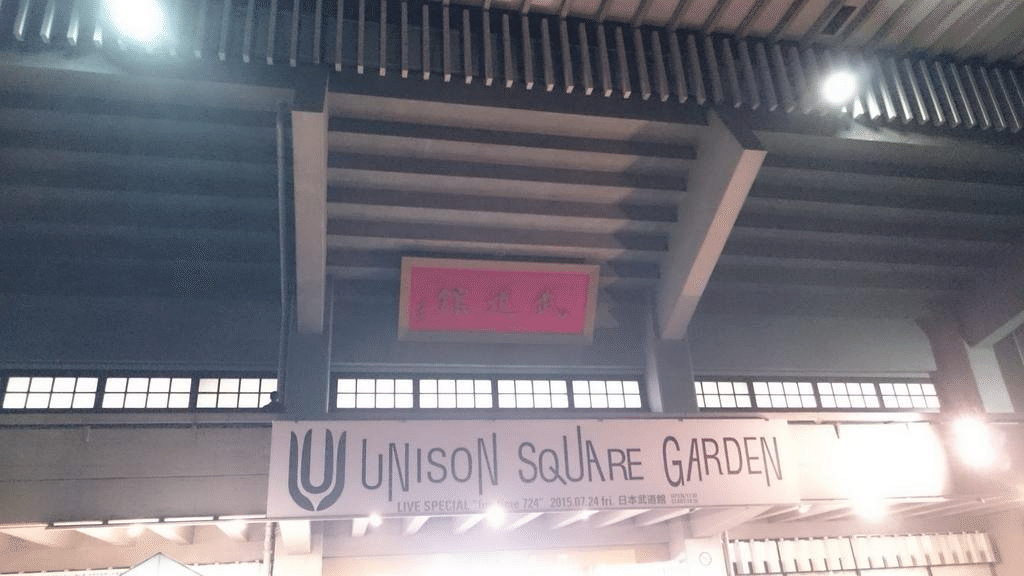 武道館
UNISON SQUARE GARDEN
LIVE SPECIAL "fun time 724" 2015.07.24 fri. 日本武道館